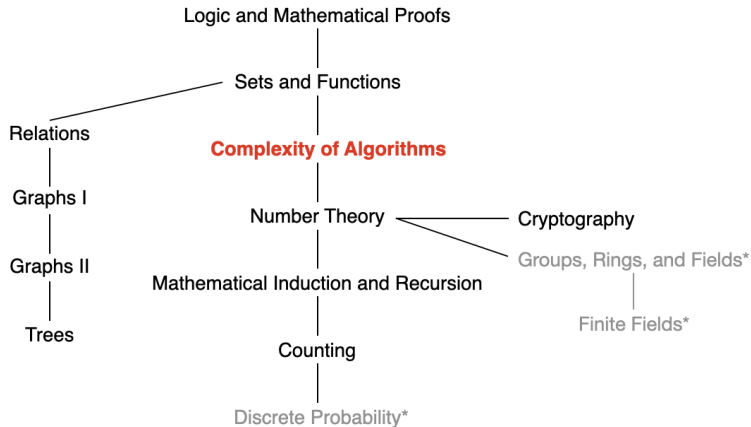 Logic and Mathematical Proofs
Sets and Functions
Relations
Complexity of Algorithms
Graphs I
Number Theory
Cryptography
Groups, Rings, and Fields*
Graphs II
Mathematical Induction and Recursion
Finite Fields*
Trees
Counting
Discrete Probability*